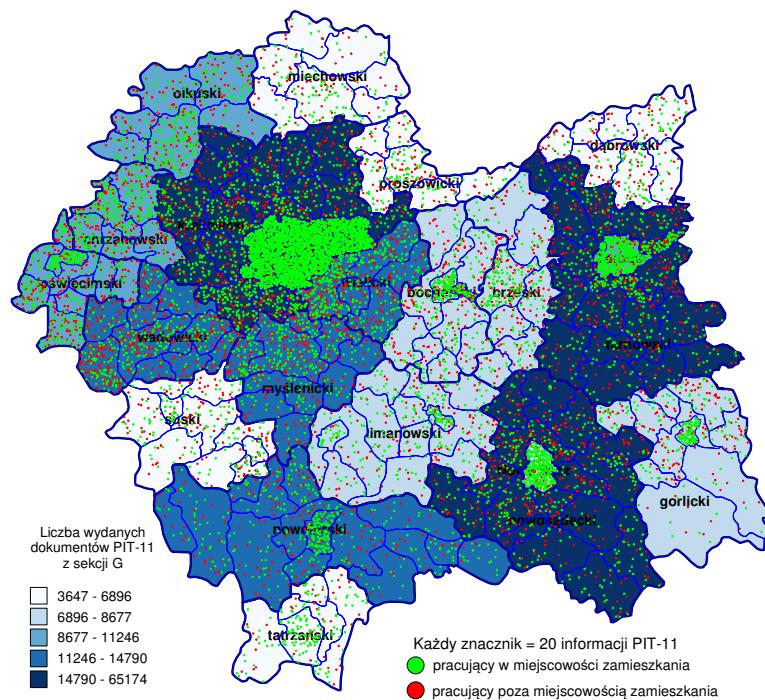 miechowski
olkuski
dąbrowski
proszowicki
chrzanowski
oświęcimski
wielicki
bocheński
brzeski
wadowicki
tarnowski
myślenicki
suski
limanowski
gorlicki
nowosądecki
nowotarski
tatrzański
Liczba wydanych
dokumentów PIT-11
z sekcji G
3647 - 6896
6896 - 8677
8677 - 11246
11246 - 14790
14790 - 65174
Każdy znacznik = 20 informacji PIT-11
pracujący w miejscowości zamieszkania
pracujący poza miejscowością zamieszkania